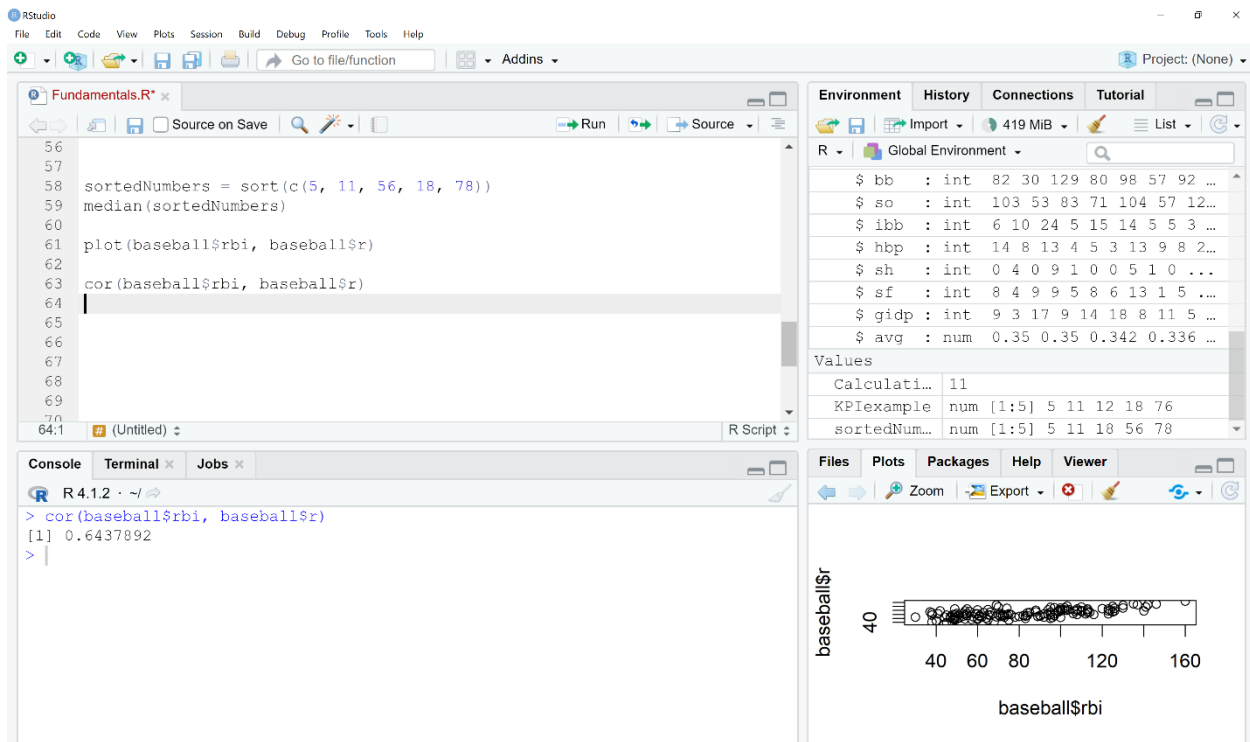 RStudio
File Edit Code View Plots Session Build Debug Profile Tools Help
Go to file/function Addins Project: (None)
Fundamentals.R*
Source on Save Run Source
56
57
58 sortedNumbers = sort(c(5, 11, 56, 18, 78))
59 median(sortedNumbers)
60
61 plot(baseball$rbi, baseball$r)
62
63 cor(baseball$rbi, baseball$r)
64
65
66
67
68
69
70
64:1 # (Untitled) R Script
Console Terminal Jobs
R R 4.1.2 · ~/
> cor(baseball$rbi, baseball$r)
[1] 0.6437892
>
Environment History Connections Tutorial
Import 419 MiB List
R Global Environment
$ bb : int 82 30 129 80 98 57 92 …
$ so : int 103 53 83 71 104 57 12…
$ ibb : int 6 10 24 5 15 14 5 5 3 …
$ hbp : int 14 8 13 4 5 3 13 9 8 2…
$ sh : int 0 4 0 9 1 0 0 5 1 0 ...
$ sf : int 8 4 9 9 5 8 6 13 1 5 .…
$ gidp : int 9 3 17 9 14 18 8 11 5 …
$ avg : num 0.35 0.35 0.342 0.336 …
Values
Calculati… 11
KPIexample num [1:5] 5 11 12 18 76
sortedNum… num [1:5] 5 11 18 56 78
Files Plots Packages Help Viewer
Zoom Export
baseball$r
40
40 60 80 120 160
baseball$rbi